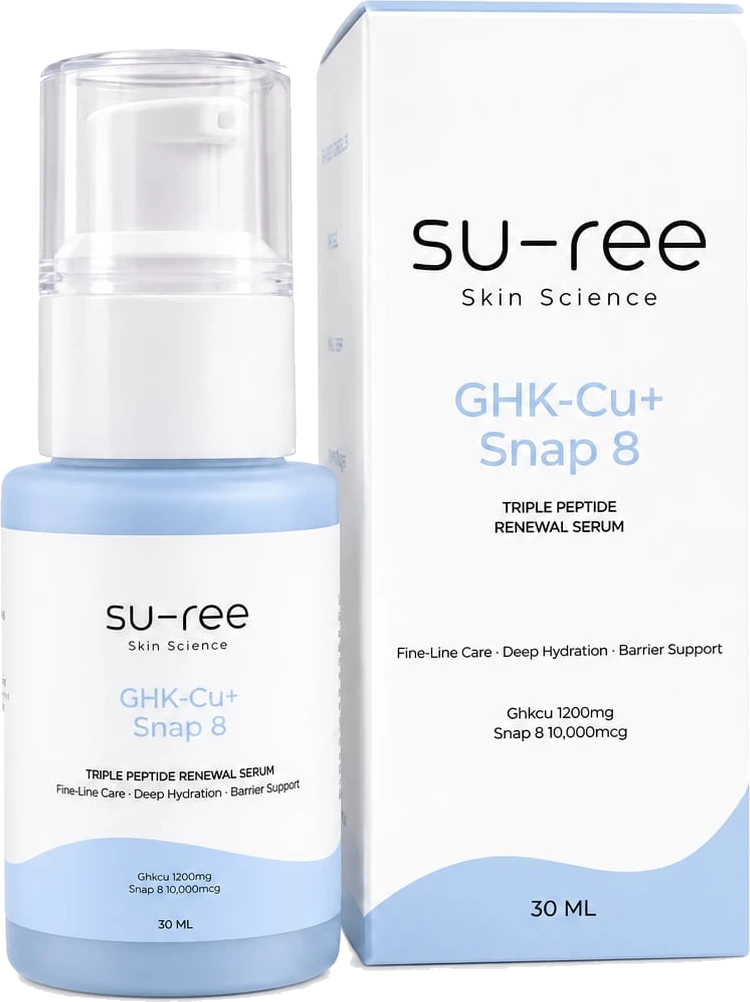 su-ree
Skin Science
GHK-Cu+
Snap 8
TRIPLE PEPTIDE RENEWAL SERUM
Fine-Line Care · Deep Hydration · Barrier Support
Ghkcu 1200mg
Snap 8 10,000mcg
30 ML
su-ree
Skin Science
GHK-Cu+
Snap 8
TRIPLE PEPTIDE
RENEWAL SERUM
Fine-Line Care · Deep Hydration · Barrier Support
Ghkcu 1200mg
Snap 8 10,000mcg
30 ML